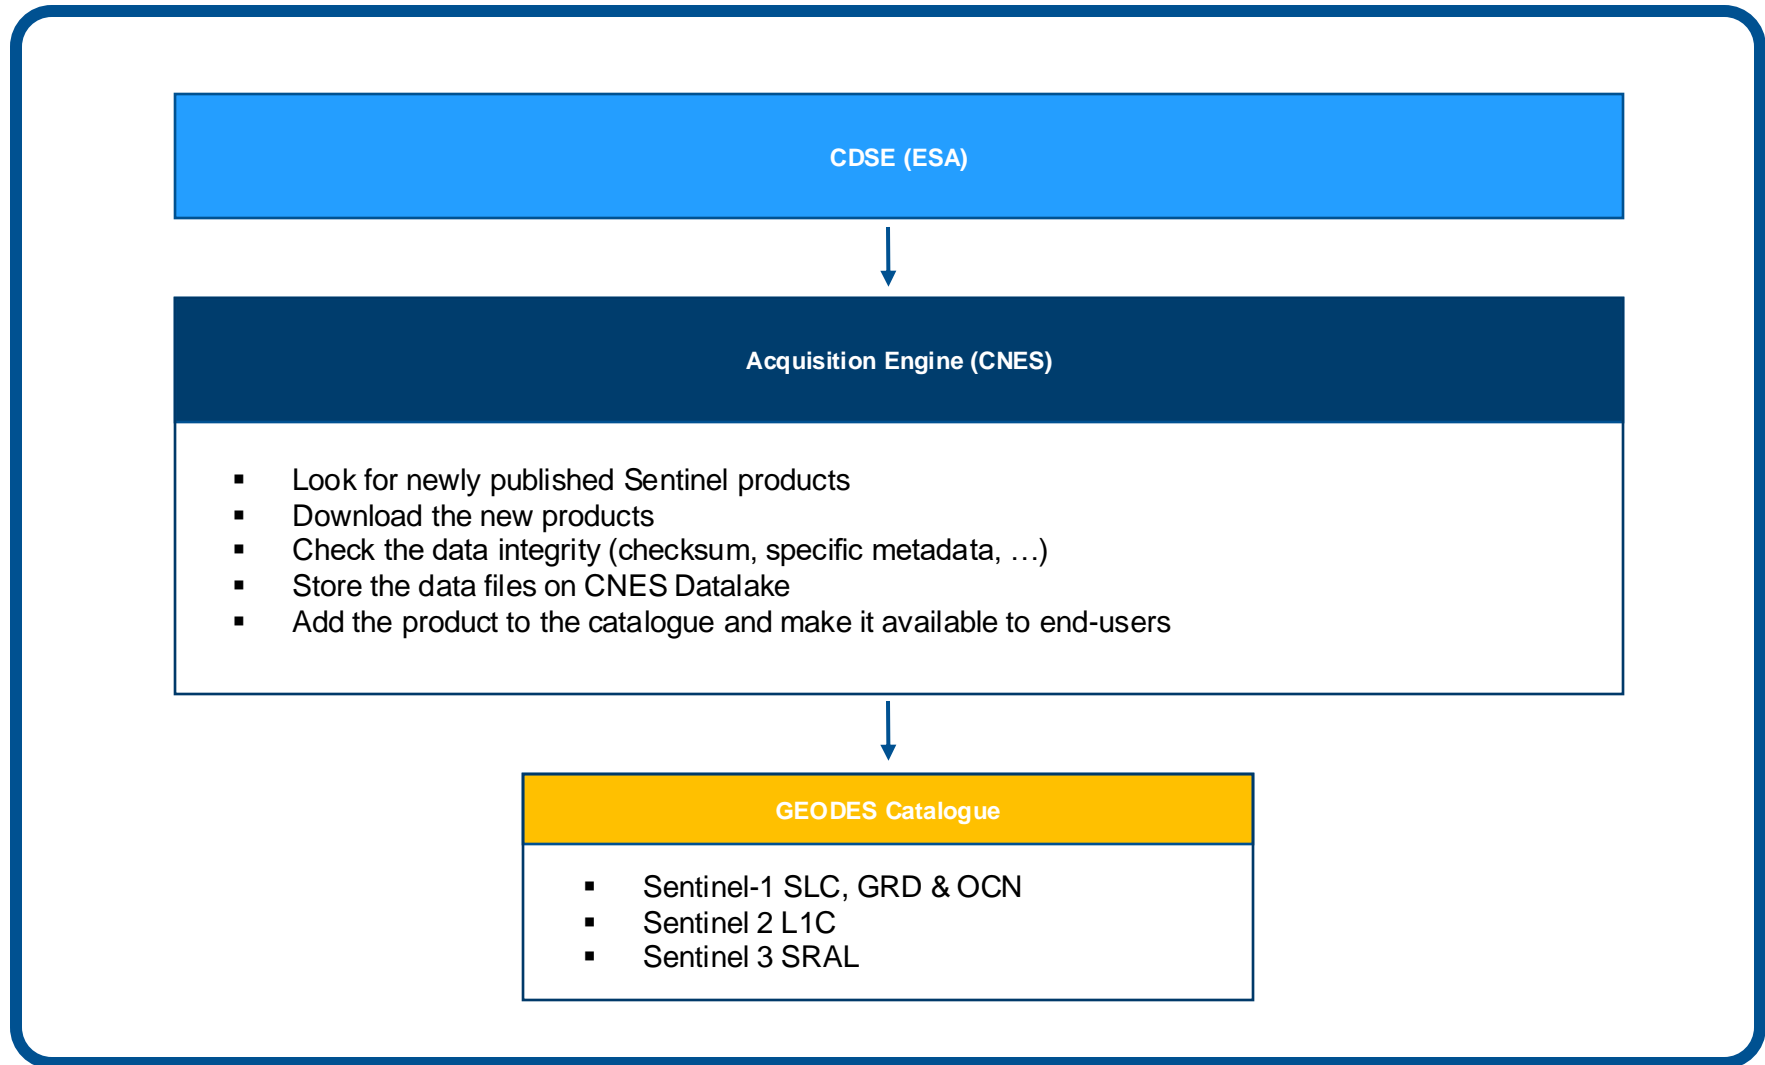 CDSE (ESA)
Acquisition Engine (CNES)
▪ Look for newly published Sentinel products
▪ Download the new products
▪ Check the data integrity (checksum, specific metadata, …)
▪ Store the data files on CNES Datalake
▪ Add the product to the catalogue and make it available to end-users
GEODES Catalogue
▪ Sentinel-1 SLC, GRD & OCN
▪ Sentinel 2 L1C
▪ Sentinel 3 SRAL